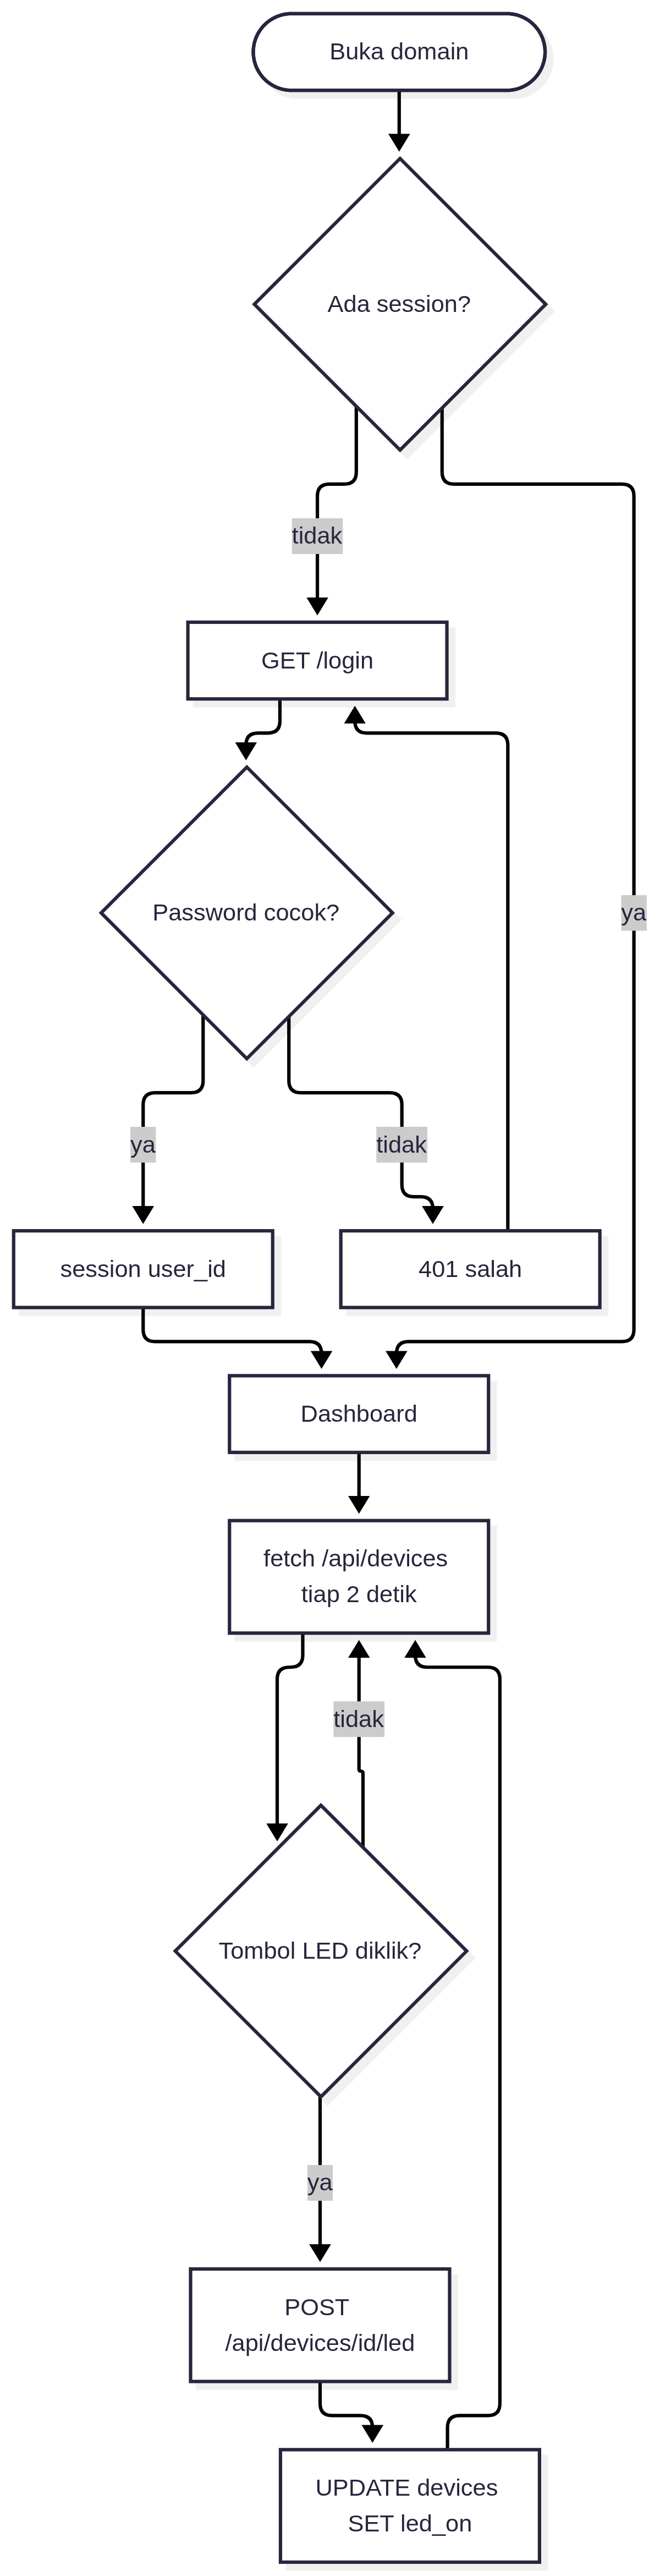 Buka domain
Ada session?
tidak
GET /login
Password cocok?
ya
ya
tidak
session user_id
401 salah
Dashboard
fetch /api/devices
tiap 2 detik
tidak
Tombol LED diklik?
ya
POST
/api/devices/id/led
UPDATE devices
SET led_on